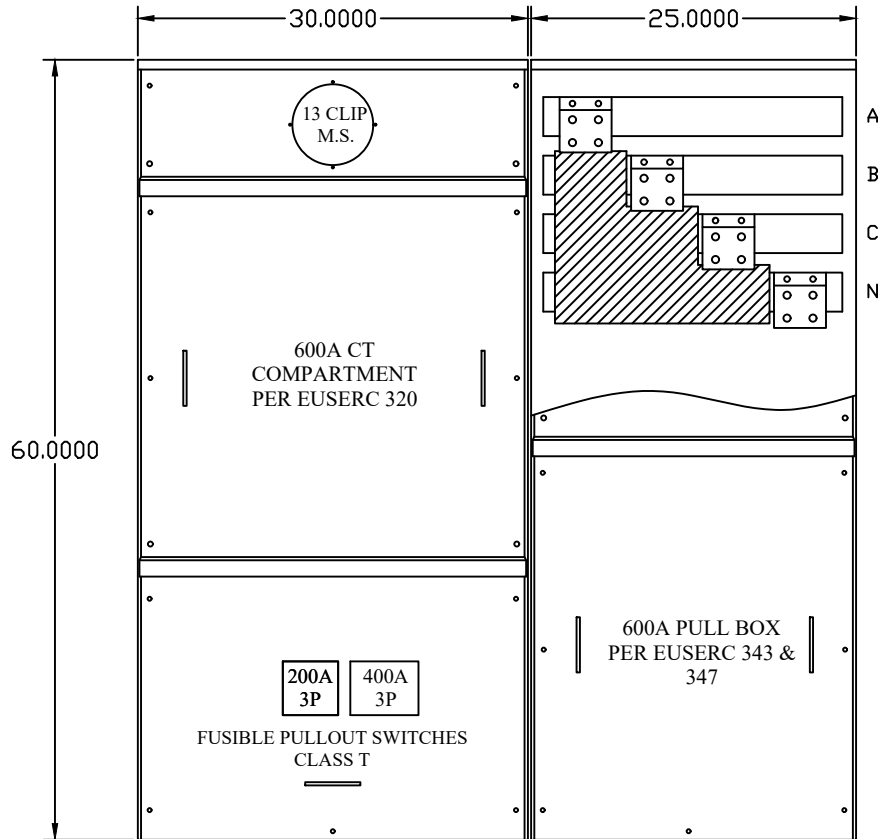 30.0000
25.0000
13 CLIP
M.S.
A
B
C
N
600A CT
COMPARTMENT
PER EUSERC 320
60.0000
600A PULL BOX
PER EUSERC 343 &
347
200A
3P
400A
3P
FUSIBLE PULLOUT SWITCHES
CLASS T